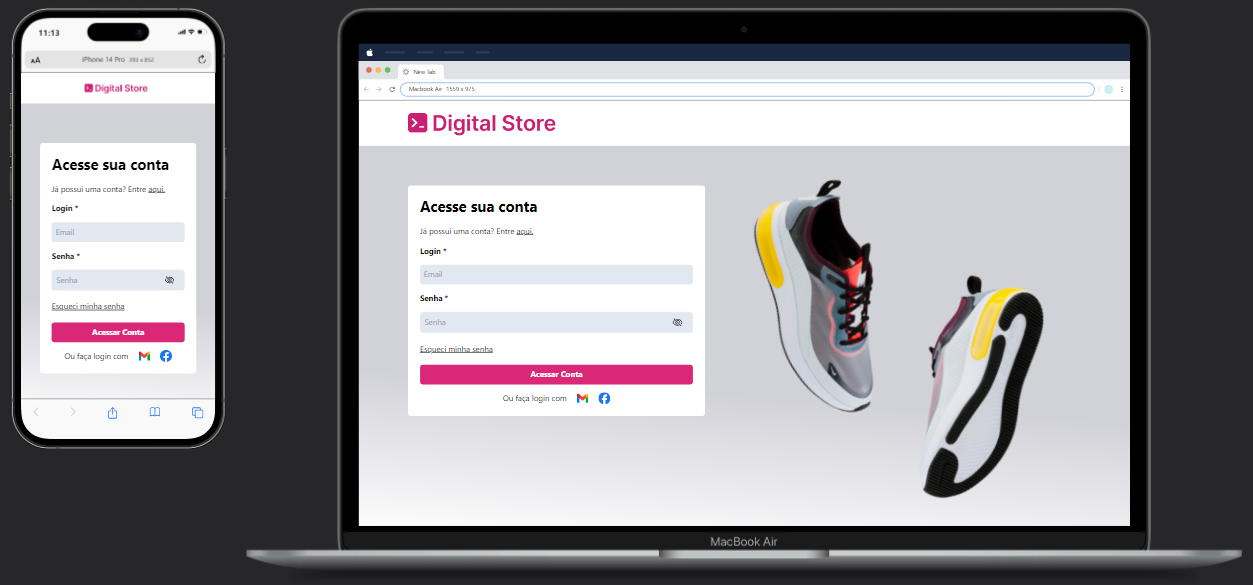 11:13
AA
iPhone 14 Pro 393 x 852
Digital Store
Acesse sua conta
Já possui uma conta? Entre aqui.
Login *
Email
Senha *
Senha
Esqueci minha senha
Acessar Conta
Ou faça login com
New Tab
Macbook Air 1559 x 975
Digital Store
Acesse sua conta
Já possui uma conta? Entre aqui.
Login *
Email
Senha *
Senha
Esqueci minha senha
Acessar Conta
Ou faça login com
MacBook Air